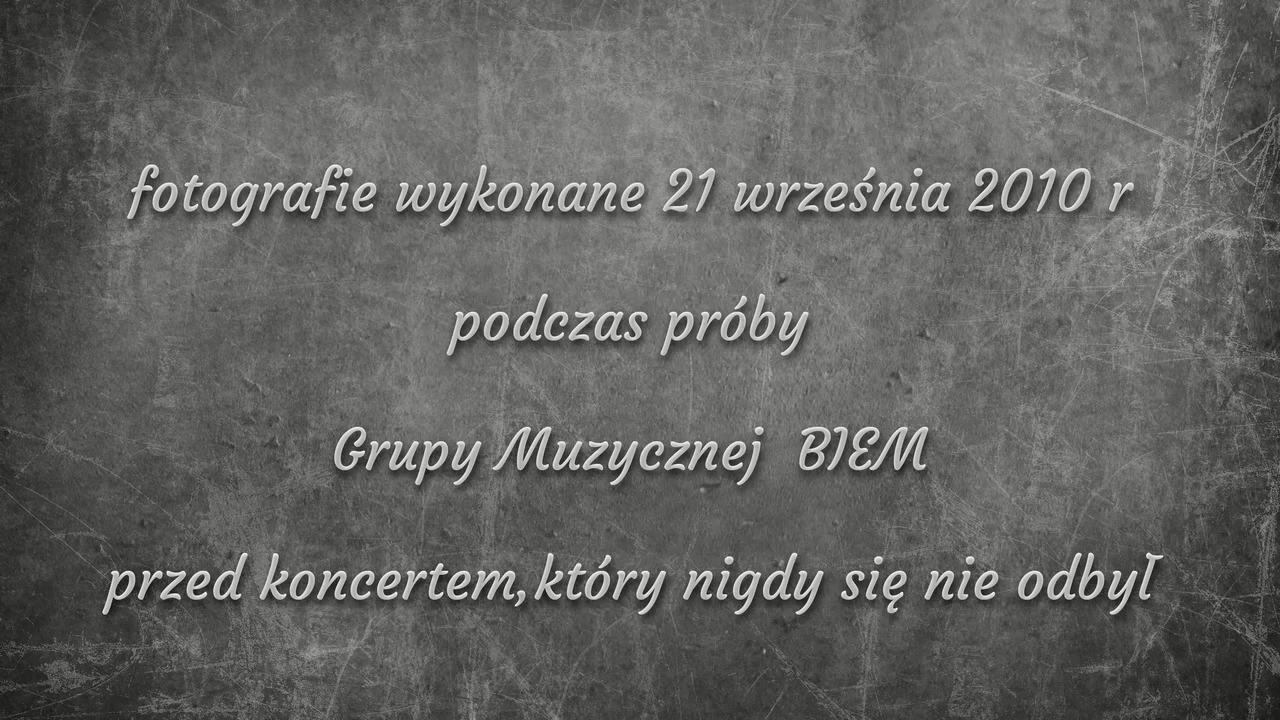 fotografie wykonane 21 września 2010 r
podczas próby
Grupy Muzycznej BIEM
przed koncertem,który nigdy się nie odbył